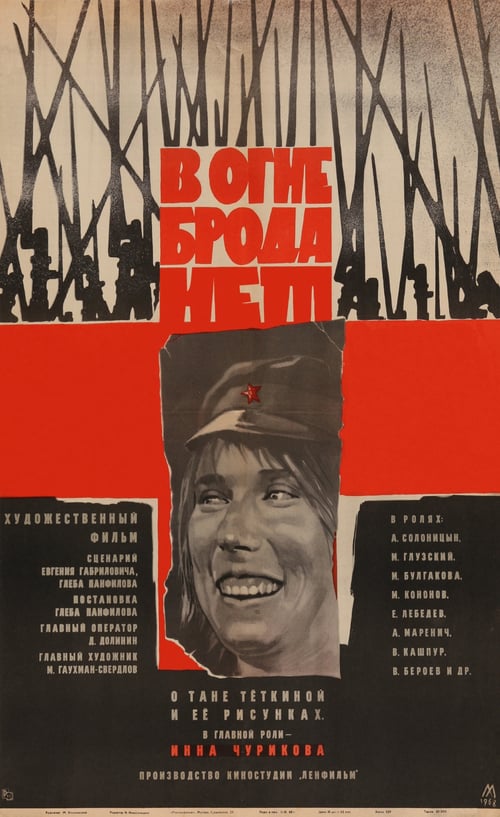 В ОГНЕ
БРОДА
НЕТ
ХУДОЖЕСТВЕННЫЙ
ФИЛЬМ
СЦЕНАРИЙ
ЕВГЕНИЯ ГАБРИЛОВИЧА,
ГЛЕБА ПАНФИЛОВА
ПОСТАНОВКА
ГЛЕБА ПАНФИЛОВА
ГЛАВНЫЙ ОПЕРАТОР
Д. ДОЛИНИН
ГЛАВНЫЙ ХУДОЖНИК
М. ГАУХМАН-СВЕРДЛОВ
В РОЛЯХ:
А. СОЛОНИЦЫН,
М. ГЛУЗСКИЙ,
М. БУЛГАКОВА,
М. КОНОНОВ,
Е. ЛЕБЕДЕВ,
А. МАРЕНИЧ,
В. КАШПУР,
В. БЕРОЕВ И ДР.
О ТАНЕ ТЁТКИНОЙ
И ЕЁ РИСУНКАХ.
В ГЛАВНОЙ РОЛИ —
ИННА ЧУРИКОВА
ПРОИЗВОДСТВО КИНОСТУДИИ „ЛЕНФИЛЬМ"
М
1968